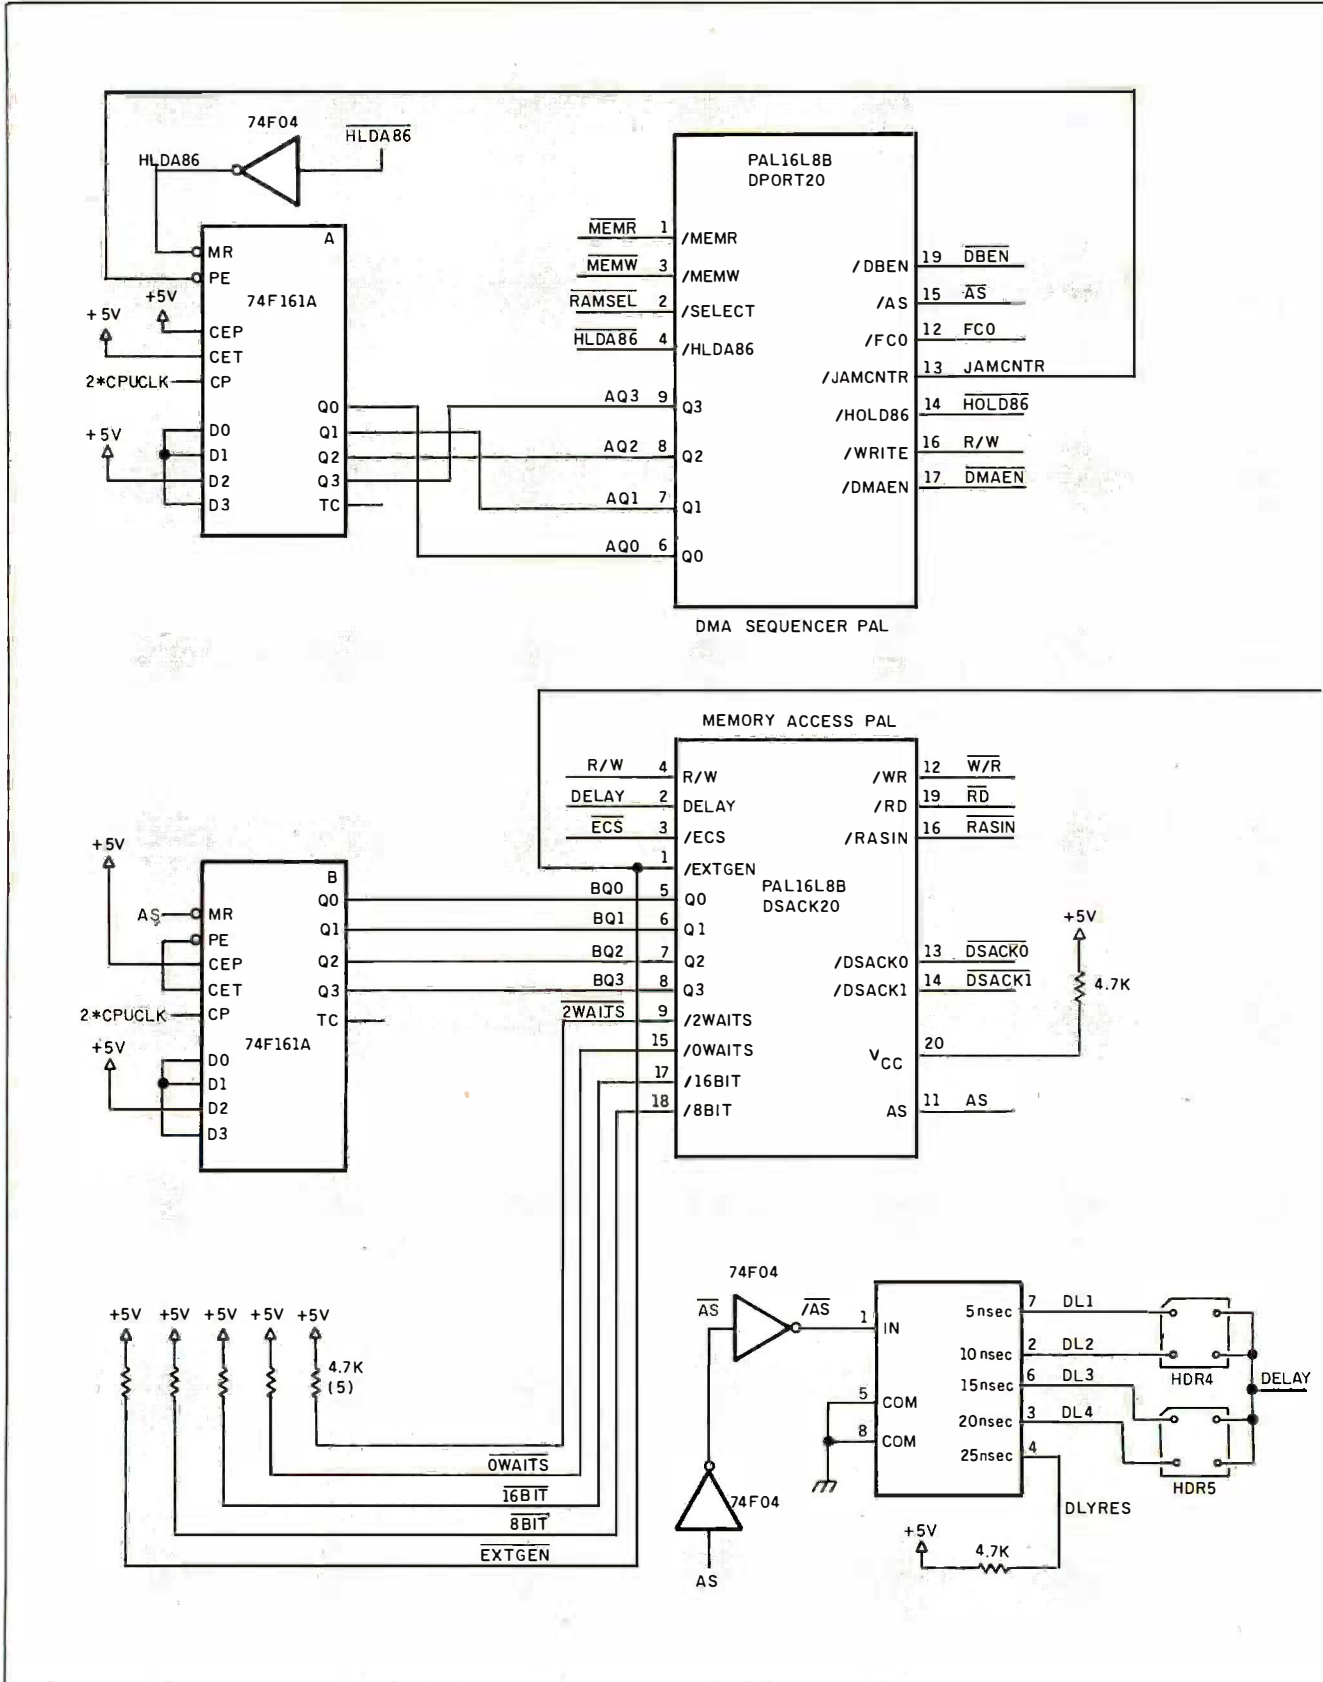 74F04
HLDA86
HLDA86
PAL16L8B
DPORT20
A
MR
PE
74F161A
+5V
+5V
CEP
CET
2*CPUCLK
CP
Q0
+5V
D0
Q1
D1
Q2
D2
Q3
D3
TC
MEMR 1 /MEMR
MEMW 3 /MEMW
RAMSEL 2 /SELECT
HLDA86 4 /HLDA86
AQ3 9 Q3
AQ2 8 Q2
AQ1 7 Q1
AQ0 6 Q0
/DBEN 19 DBEN
/AS 15 AS
/FC0 12 FC0
/JAMCNTR 13 JAMCNTR
/HOLD86 14 HOLD86
/WRITE 16 R/W
/DMAEN 17 DMAEN
DMA SEQUENCER PAL
MEMORY ACCESS PAL
R/W 4 R/W
DELAY 2 DELAY
ECS 3 /ECS
1 /EXTGEN
PAL16L8B
DSACK20
BQ0 5 Q0
BQ1 6 Q1
BQ2 7 Q2
BQ3 8 Q3
2WAITS 9 /2WAITS
15 /0WAITS
17 /16BIT
18 /8BIT
/WR 12 W/R
/RD 19 RD
/RASIN 16 RASIN
/DSACK0 13 DSACK0
/DSACK1 14 DSACK1
VCC 20
AS 11 AS
+5V
4.7K
+5V
B
AS
MR
Q0
PE
Q1
CEP
Q2
CET
Q3
2*CPUCLK
CP
TC
+5V
74F161A
D0
D1
D2
D3
+5V +5V +5V +5V +5V
4.7K
(5)
0WAITS
16BIT
8BIT
EXTGEN
74F04
AS
/AS
1 IN
5 COM
8 COM
74F04
AS
5nsec 7 DL1
10nsec 2 DL2
15nsec 6 DL3
20nsec 3 DL4
25nsec 4
HDR4
DELAY
HDR5
DLYRES
+5V
4.7K